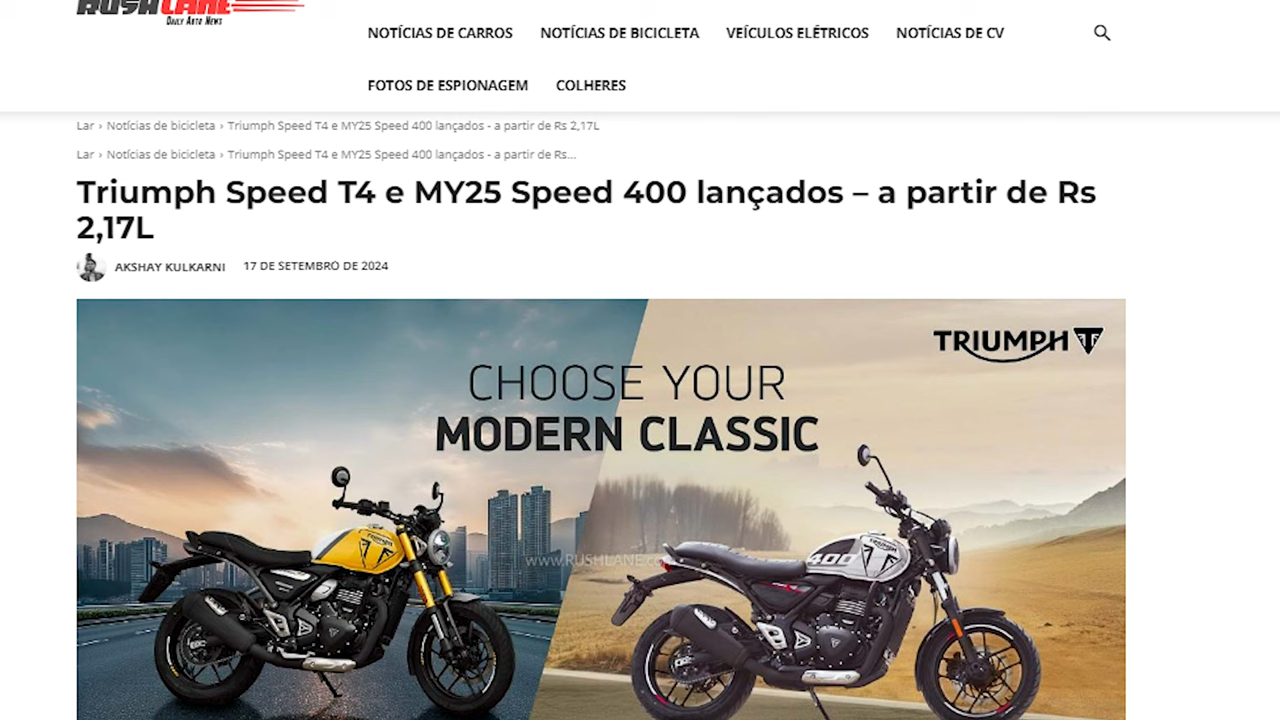 RUSHLANE
DAILY AUTO NEWS
NOTÍCIAS DE CARROS NOTÍCIAS DE BICICLETA VEÍCULOS ELÉTRICOS NOTÍCIAS DE CV
FOTOS DE ESPIONAGEM COLHERES
Lar › Notícias de bicicleta › Triumph Speed T4 e MY25 Speed 400 lançados - a partir de Rs 2,17L
Lar › Notícias de bicicleta › Triumph Speed T4 e MY25 Speed 400 lançados - a partir de Rs...
Triumph Speed T4 e MY25 Speed 400 lançados – a partir de Rs
2,17L
AKSHAY KULKARNI 17 DE SETEMBRO DE 2024
TRIUMPH
CHOOSE YOUR
MODERN CLASSIC
WWW.RUSHLANE.CO
TRIUMPH
400